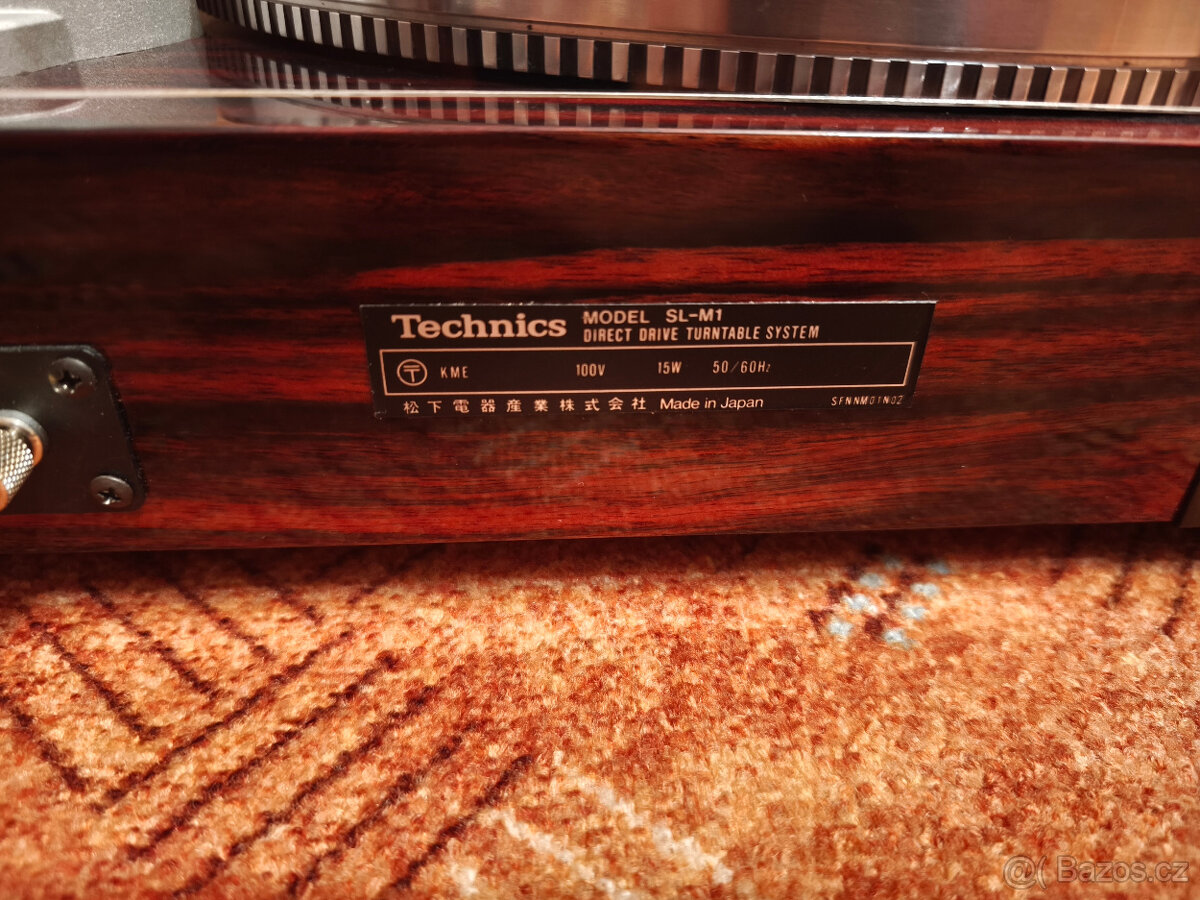 Technics MODEL SL-M1
DIRECT DRIVE TURNTABLE SYSTEM
〒 KME 100V 15W 50/60Hz
松下電器産業株式会社 Made in Japan SFNNM01N02
@( Bazos.cz